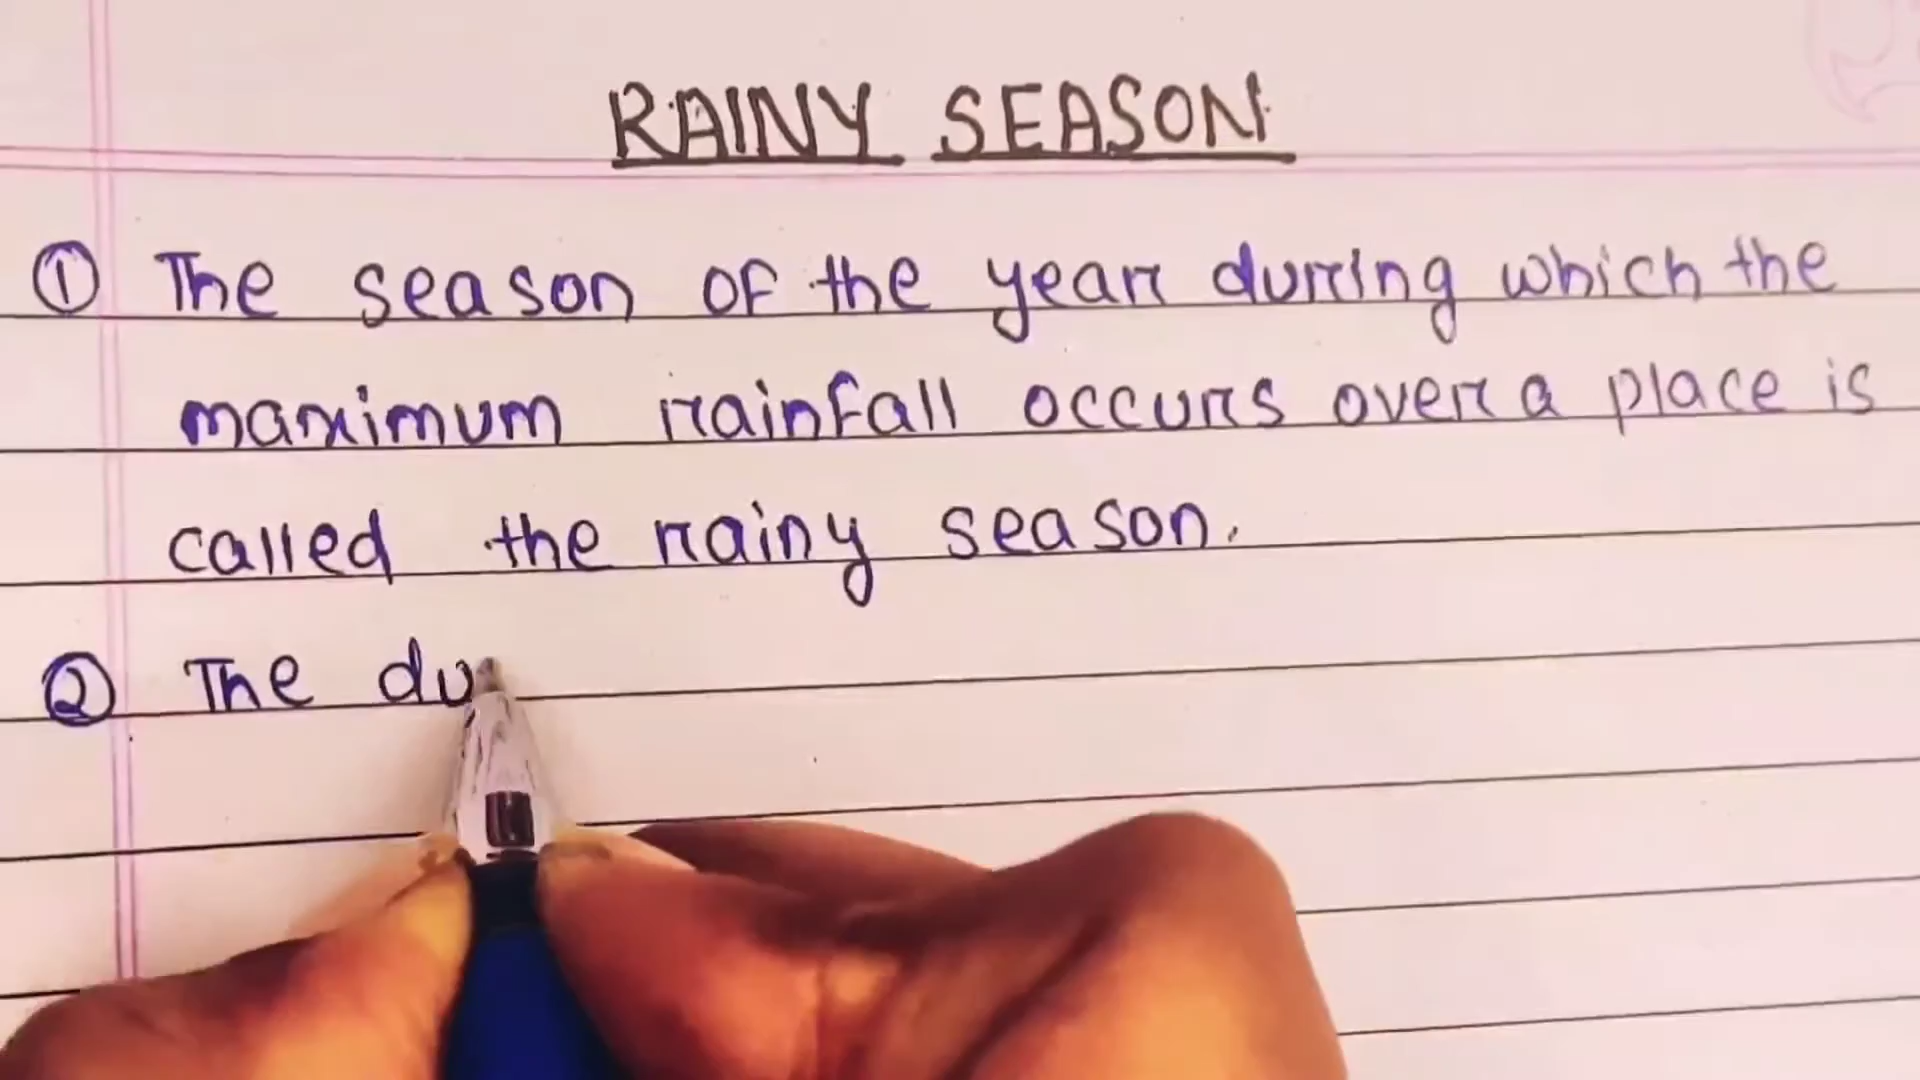 RAINY SEASON
① The season of the year during which the
maximum rainfall occurs over a place is
called the rainy season.
② The du